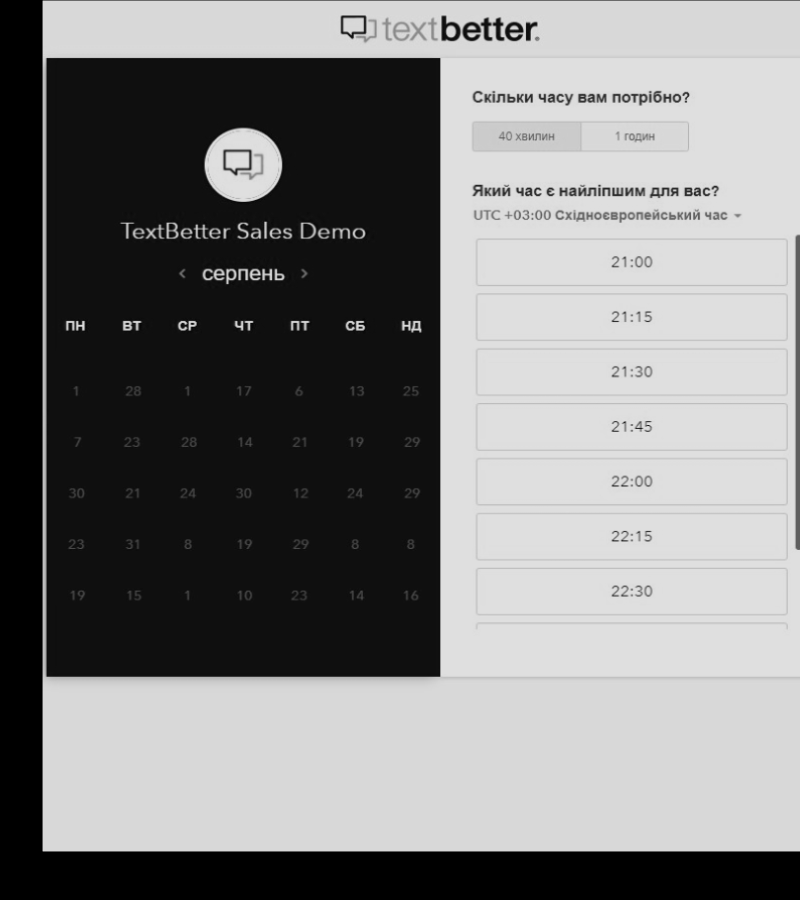 textbetter.
TextBetter Sales Demo
серпень
ПН ВТ СР ЧТ ПТ СБ НД
1 28 1 17 6 13 25
7 23 28 14 21 19 29
30 21 24 30 12 24 29
23 31 8 19 29 8 8
19 15 1 10 23 14 16
Скільки часу вам потрібно?
40 хвилин 1 годин
Який час є найліпшим для вас?
UTC +03:00 Східноєвропейський час
21:00
21:15
21:30
21:45
22:00
22:15
22:30